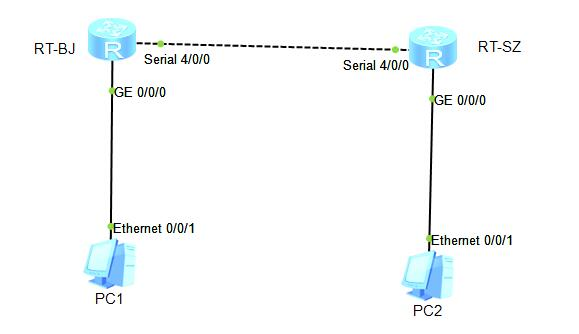 RT-BJ
R
Serial 4/0/0
Serial 4/0/0
R
RT-SZ
GE 0/0/0
GE 0/0/0
Ethernet 0/0/1
Ethernet 0/0/1
PC1
PC2